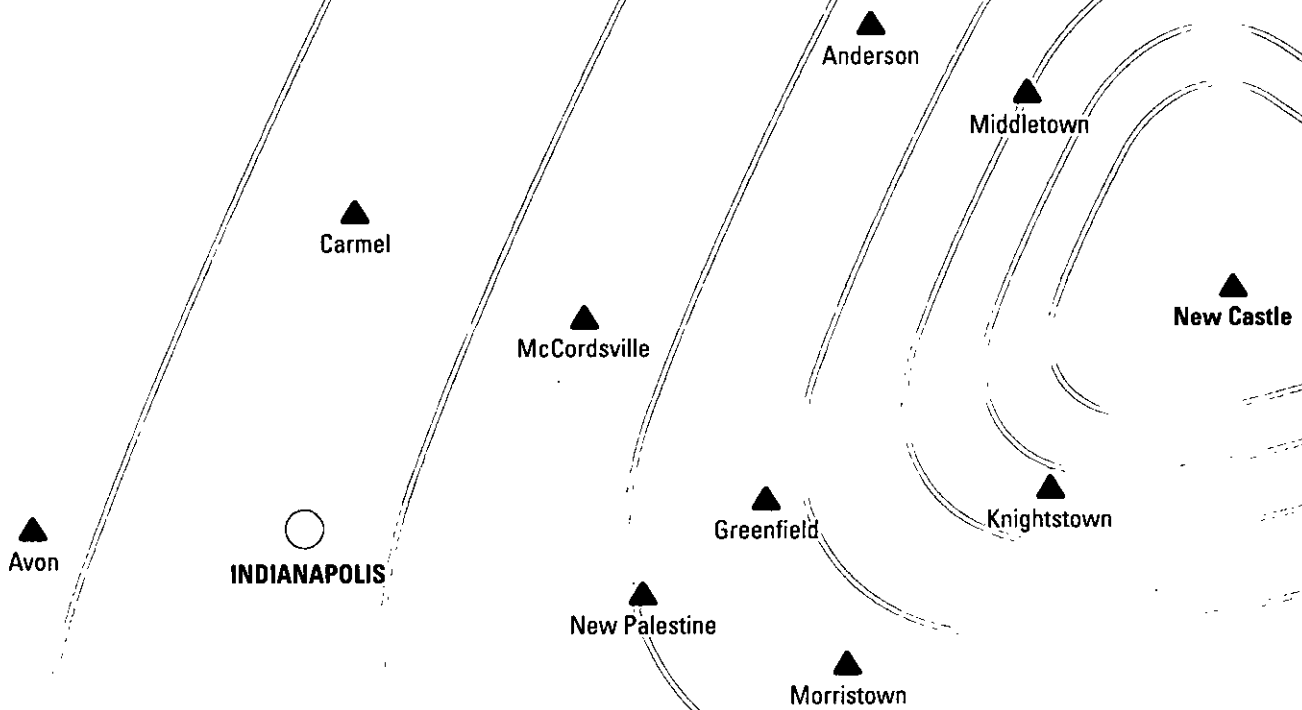 Anderson
Middletown
Carmel
New Castle
McCordsville
Greenfield
Knightstown
Avon
INDIANAPOLIS
New Palestine
Morristown